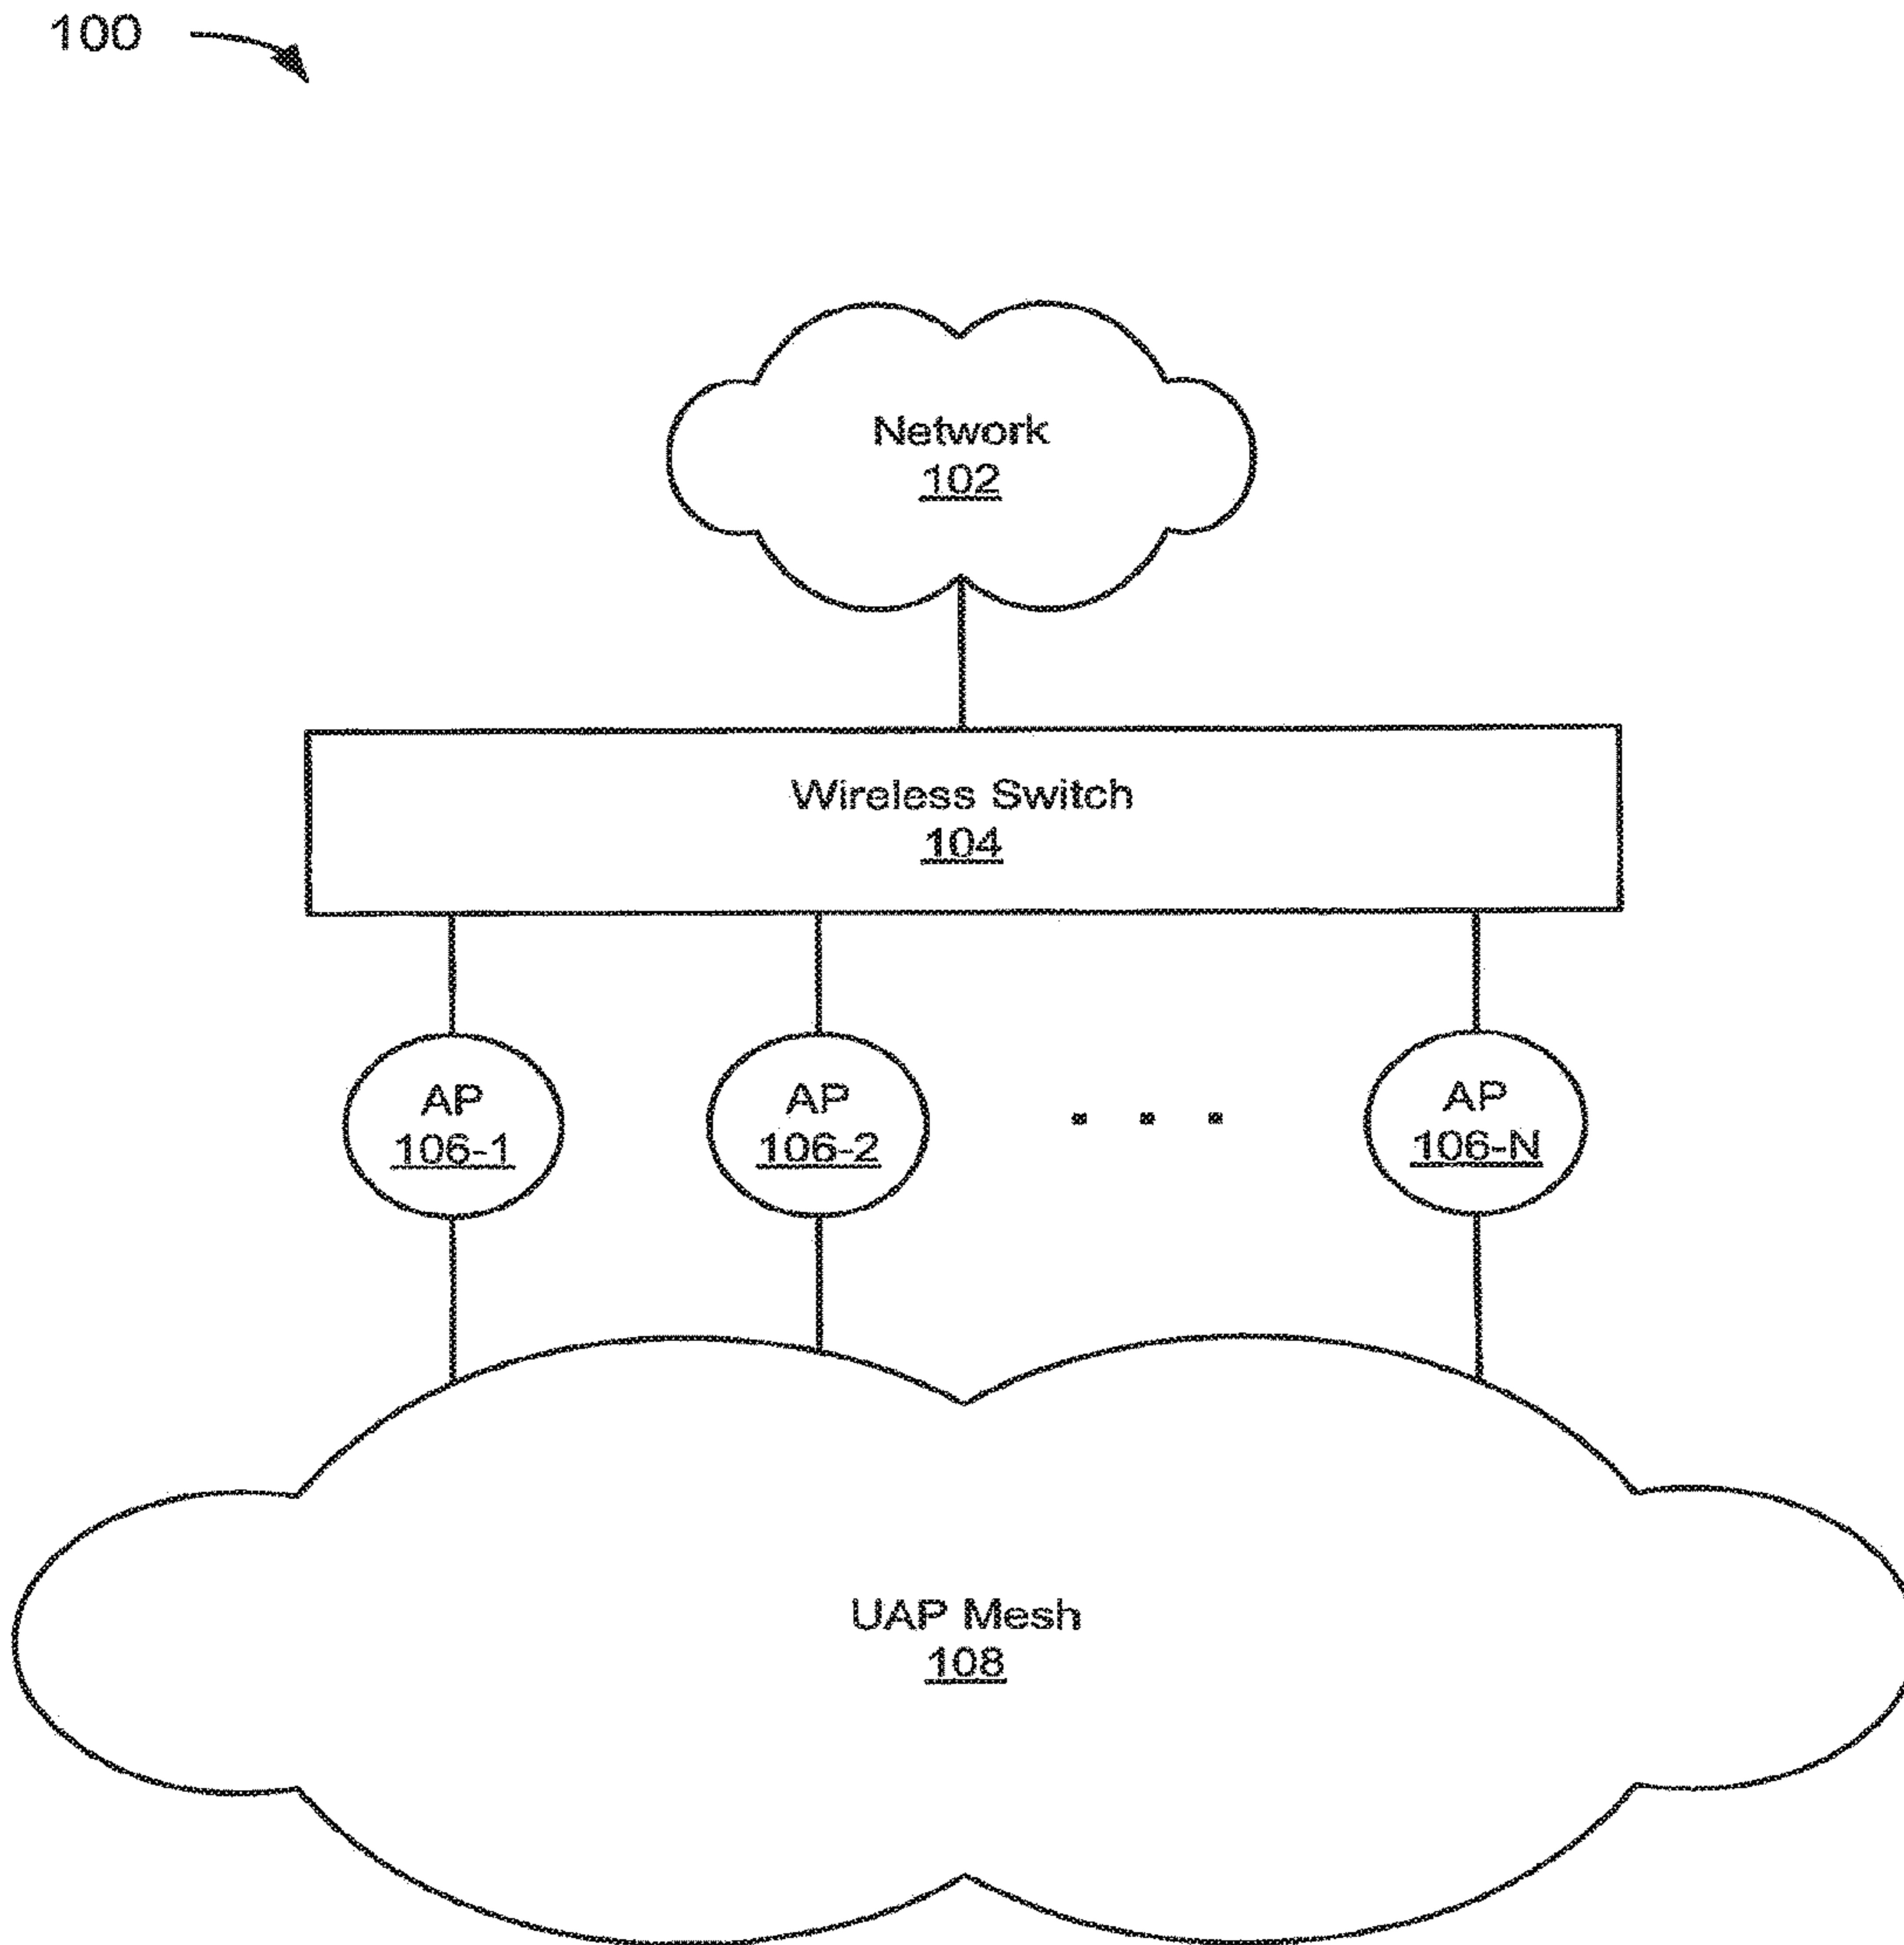 100
Network
102
Wireless Switch
104
AP
106-1
AP
106-2
. . .
AP
106-N
UAP Mesh
108